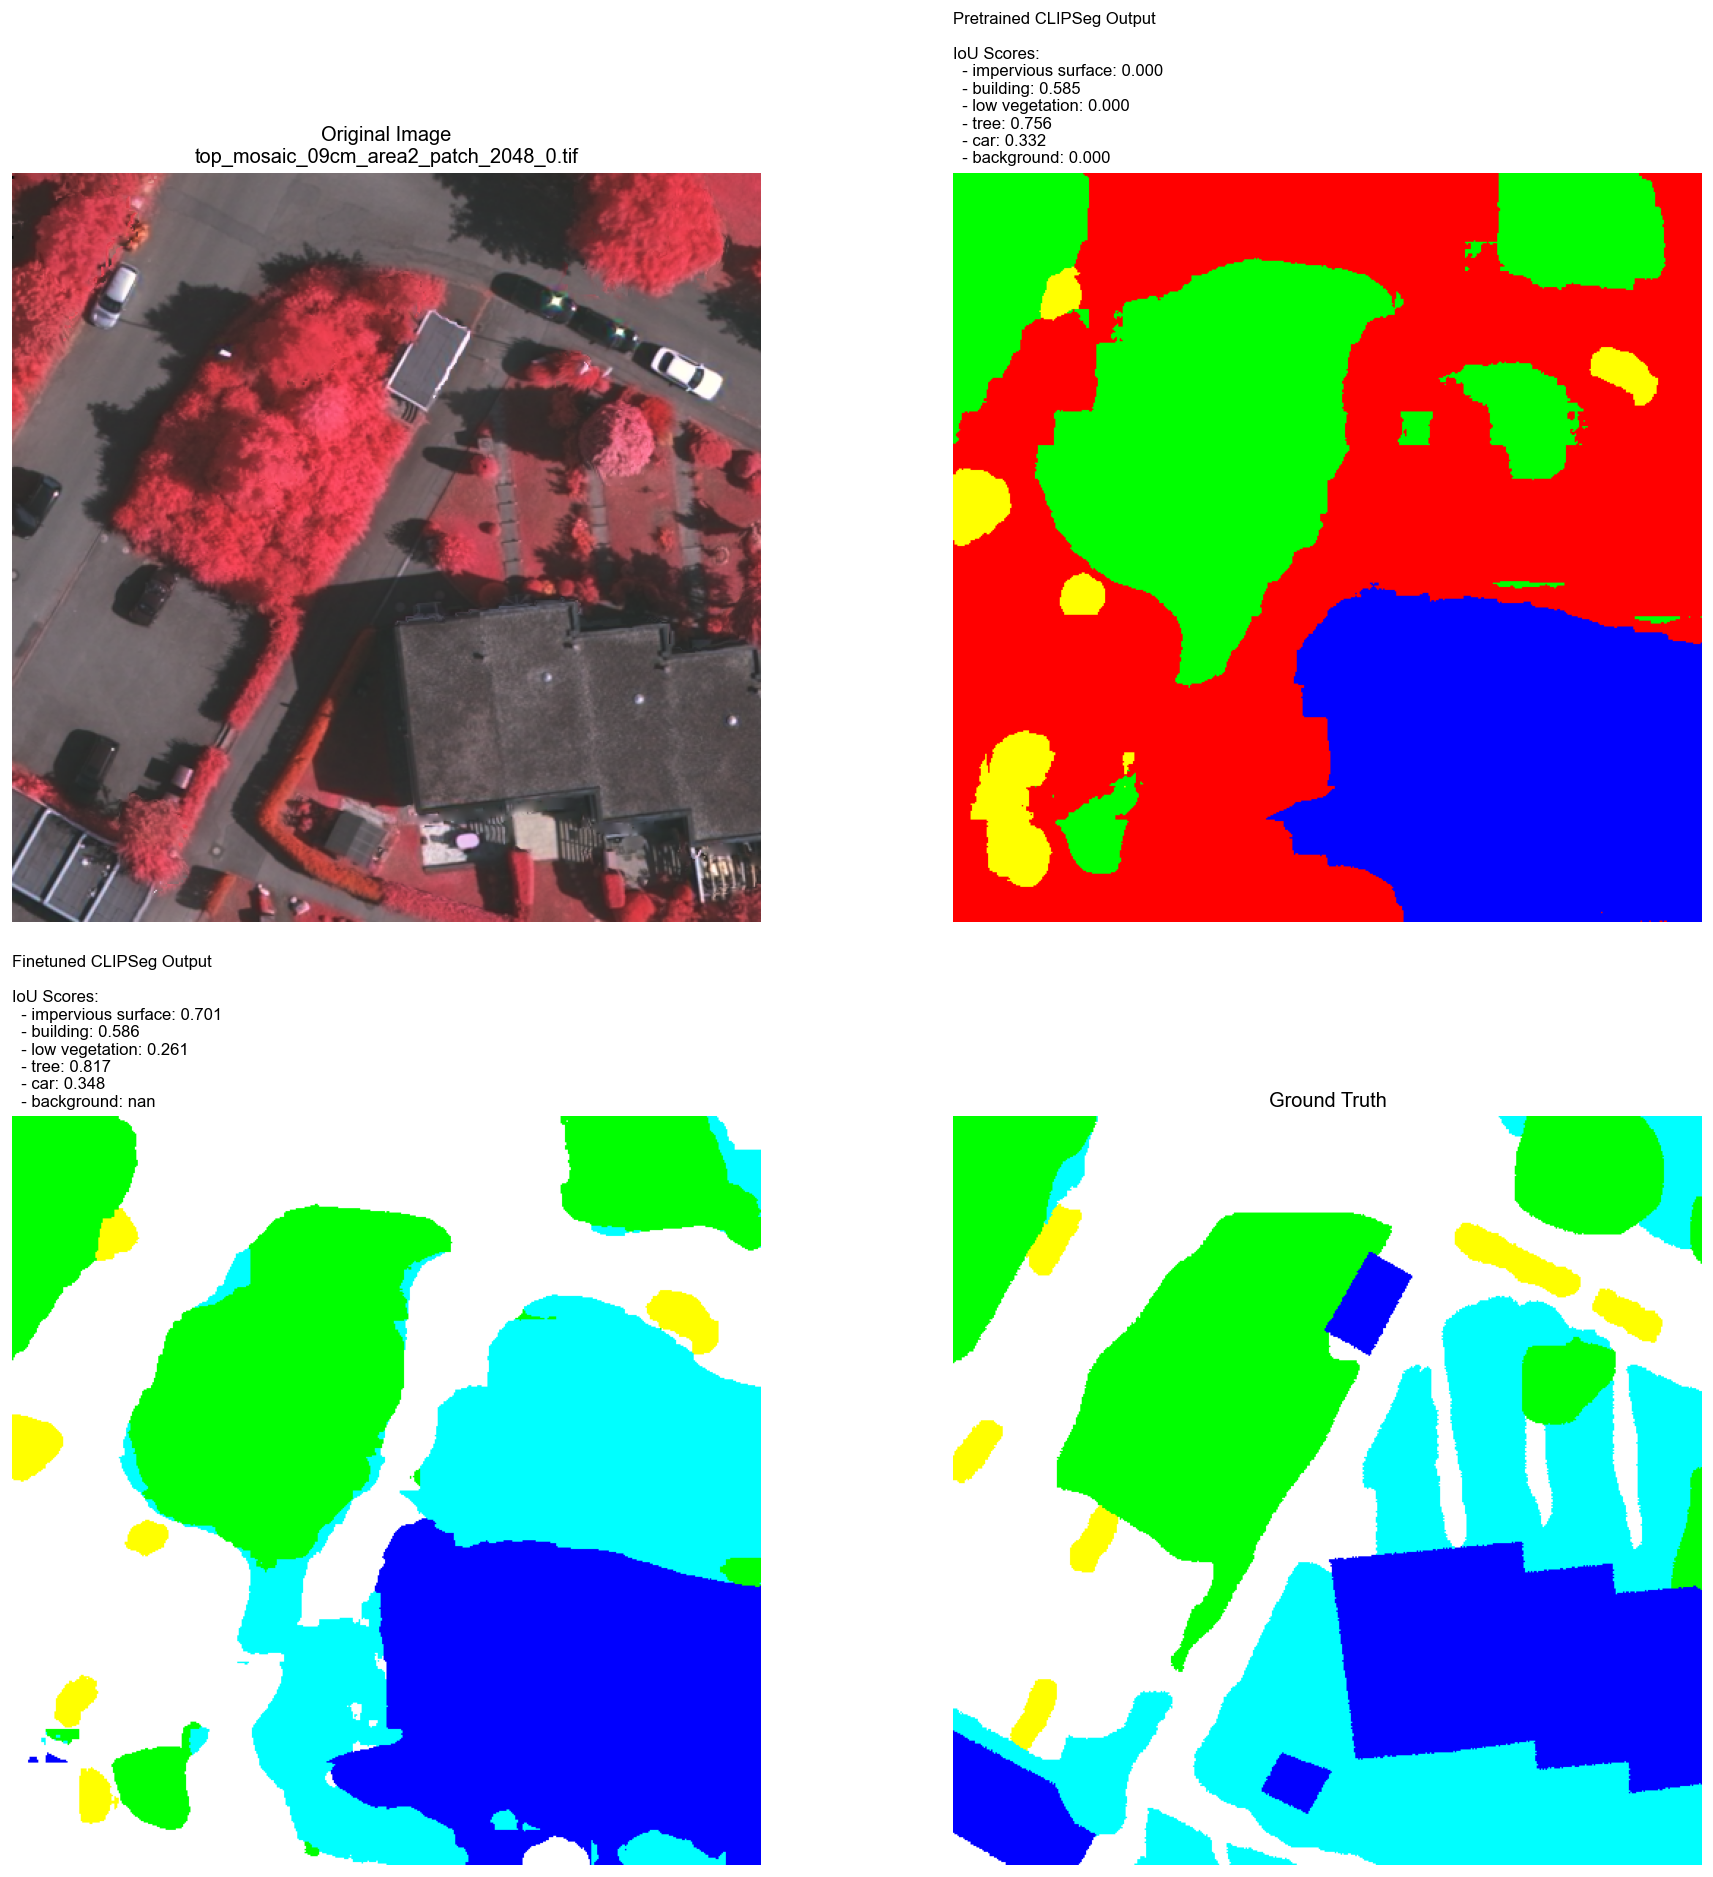 Original Image
top_mosaic_09cm_area2_patch_2048_0.tif
Pretrained CLIPSeg Output
IoU Scores:
- impervious surface: 0.000
- building: 0.585
- low vegetation: 0.000
- tree: 0.756
- car: 0.332
- background: 0.000
Finetuned CLIPSeg Output
IoU Scores:
- impervious surface: 0.701
- building: 0.586
- low vegetation: 0.261
- tree: 0.817
- car: 0.348
- background: nan
Ground Truth